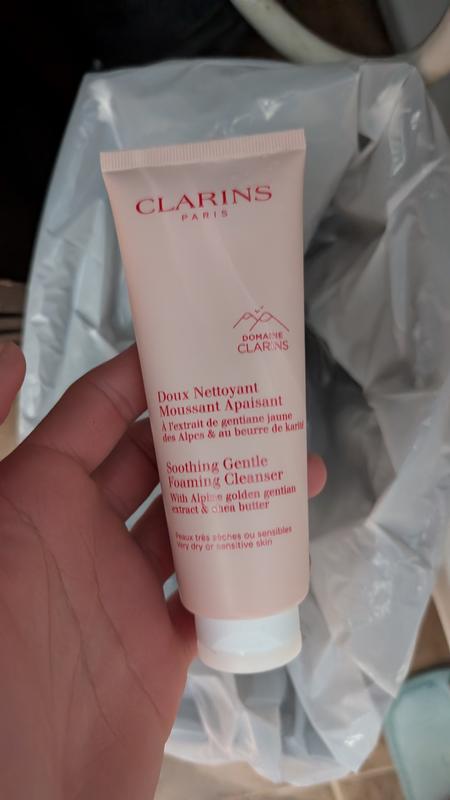 CLARINS
PARIS
DOMAINE
CLARINS
Doux Nettoyant
Moussant Apaisant
À l'extrait de gentiane jaune
des Alpes & au beurre de karité
Soothing Gentle
Foaming Cleanser
With Alpine golden gentian
extract & shea butter
Peaux très sèches ou sensibles
Very dry or sensitive skin